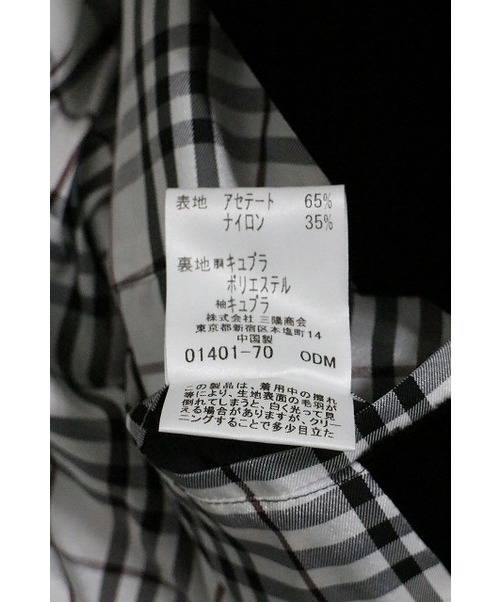 表地 アセテート 65%
ナイロン 35%
裏地 胴キュプラ
ポリエステル
袖キュプラ
株式会社 三陽商会
東京都新宿区本塩町14
中国製
01401-70 ODM
この製品は、着用中の擦れ
等により、生地表面の毛羽が
倒れてしまうと、白く光って見
える場合がありますが、クリー
ニングすることで多少目立た